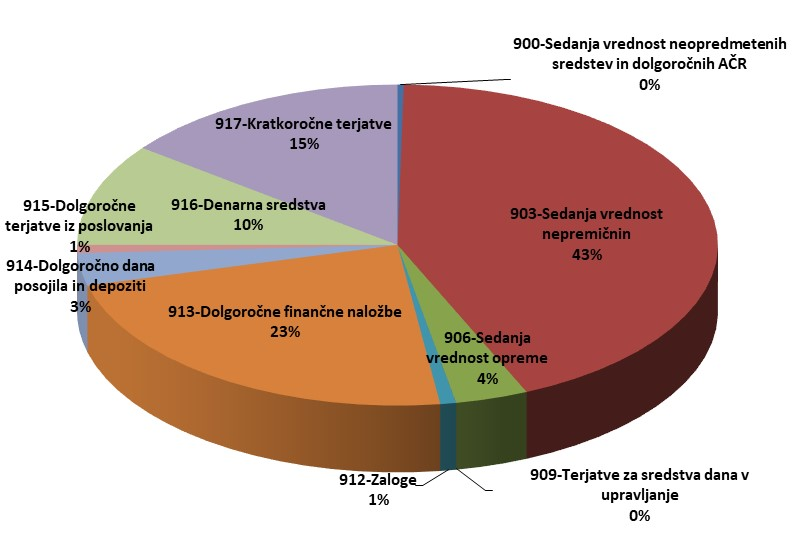 900-Sedanja vrednost neopredmetenih
sredstev in dolgoročnih AČR
0%
917-Kratkoročne terjatve
15%
915-Dolgoročne
terjatve iz poslovanja
1%
916-Denarna sredstva
10%
903-Sedanja vrednost
nepremičnin
43%
914-Dolgoročno dana
posojila in depoziti
3%
913-Dolgoročne finančne naložbe
23%
906-Sedanja
vrednost opreme
4%
912-Zaloge
1%
909-Terjatve za sredstva dana v
upravljanje
0%